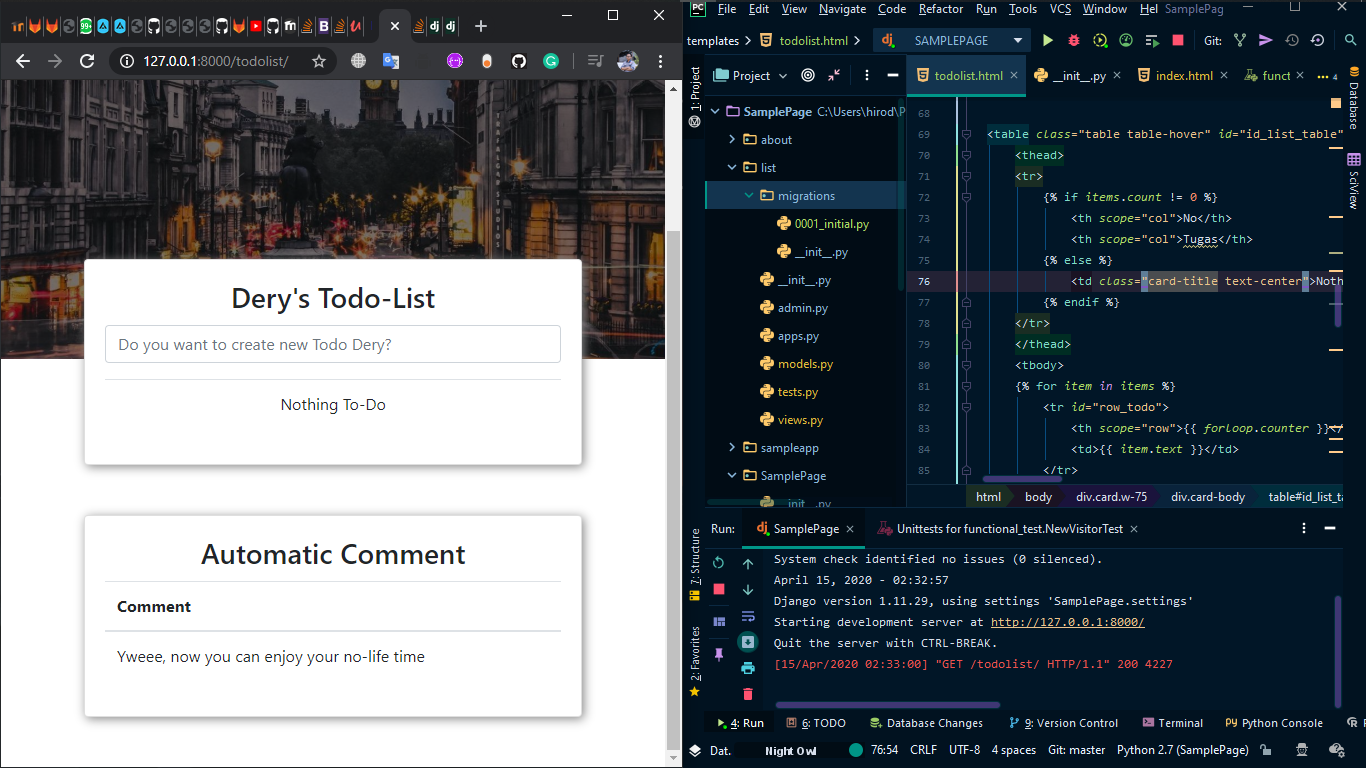 127.0.0.1:8000/todolist/
THAI SQUARE
Dery's Todo-List
Do you want to create new Todo Dery?
Nothing To-Do
Automatic Comment
Comment
Yweee, now you can enjoy your no-life time
PC File Edit View Navigate Code Refactor Run Tools VCS Window Hel SamplePag
templates todolist.html SAMPLEPAGE Git:
1: Project
Project
todolist.html __init__.py index.html funct 4
Database
SciView
SamplePage C:\Users\hirod\P
about
list
migrations
0001_initial.py
__init__.py
__init__.py
admin.py
apps.py
models.py
tests.py
views.py
sampleapp
SamplePage
__init__.py
68
69 <table class="table table-hover" id="id_list_table"
70 <thead>
71 <tr>
72 {% if items.count != 0 %}
73 <th scope="col">No</th>
74 <th scope="col">Tugas</th>
75 {% else %}
76 <td class="card-title text-center">Noth
77 {% endif %}
78 </tr>
79 </thead>
80 <tbody>
81 {% for item in items %}
82 <tr id="row_todo">
83 <th scope="row">{{ forloop.counter }}</
84 <td>{{ item.text }}</td>
85 </tr>
html body div.card.w-75 div.card-body table#id_list_ta
Run: SamplePage Unittests for functional_test.NewVisitorTest
7: Structure
2: Favorites
System check identified no issues (0 silenced).
April 15, 2020 - 02:32:57
Django version 1.11.29, using settings 'SamplePage.settings'
Starting development server at http://127.0.0.1:8000/
Quit the server with CTRL-BREAK.
[15/Apr/2020 02:33:00] "GET /todolist/ HTTP/1.1" 200 4227
4: Run 6: TODO Database Changes 9: Version Control Terminal Python Console
Dat. Night Owl 76:54 CRLF UTF-8 4 spaces Git: master Python 2.7 (SamplePage)